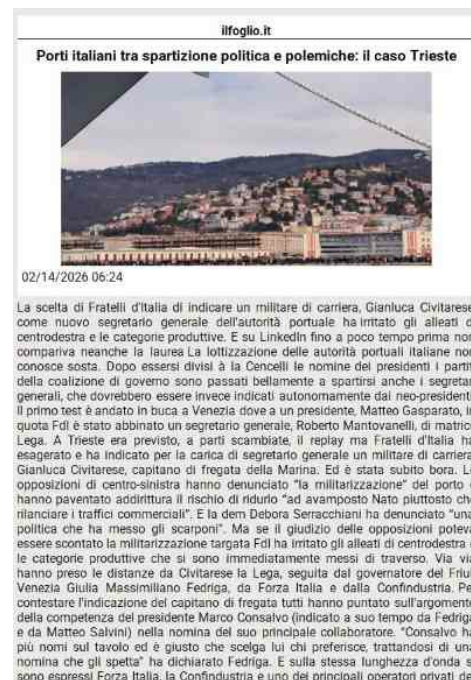 ilfoglio.it
Porti italiani tra spartizione politica e polemiche: il caso Trieste
02/14/2026 06:24
La scelta di Fratelli d'Italia di indicare un militare di carriera, Gianluca Civitarese
come nuovo segretario generale dell'autorità portuale ha irritato gli alleati d
centrodestra e le categorie produttive. E su LinkedIn fino a poco tempo prima non
compariva neanche la laurea La lottizzazione delle autorità portuali italiane non
conosce sosta. Dopo essersi divisi à la Cencelli le nomine dei presidenti i partit
della coalizione di governo sono passati bellamente a spartirsi anche i segretar
generali, che dovrebbero essere invece indicati autonomamente dai neo-presidenti
Il primo test è andato in buca a Venezia dove a un presidente, Matteo Gasparato, in
quota FdI è stato abbinato un segretario generale, Roberto Mantovanelli, di matrice
Lega. A Trieste era previsto, a parti scambiate, il replay ma Fratelli d'Italia ha
esagerato e ha indicato per la carica di segretario generale un militare di carriera
Gianluca Civitarese, capitano di fregata della Marina. Ed è stata subito bora. Le
opposizioni di centro-sinistra hanno denunciato "la militarizzazione" del porto e
hanno paventato addirittura il rischio di ridurlo "ad avamposto Nato piuttosto che
rilanciare i traffici commerciali". E la dem Debora Serracchiani ha denunciato "una
politica che ha messo gli scarponi". Ma se il giudizio delle opposizioni poteva
essere scontato la militarizzazione targata FdI ha irritato gli alleati di centrodestra e
le categorie produttive che si sono immediatamente messi di traverso. Via via
hanno preso le distanze da Civitarese la Lega, seguita dal governatore del Friul
Venezia Giulia Massimiliano Fedriga, da Forza Italia e dalla Confindustria. Per
contestare l'indicazione del capitano di fregata tutti hanno puntato sull'argomento
della competenza del presidente Marco Consalvo (indicato a suo tempo da Fedriga
e da Matteo Salvini) nella nomina del suo principale collaboratore. "Consalvo ha
più nomi sul tavolo ed è giusto che scelga lui chi preferisce, trattandosi di una
nomina che gli spetta" ha dichiarato Fedriga. E sulla stessa lunghezza d'onda s
sono espressi Forza Italia, la Confindustria e uno dei principali operatori privati de